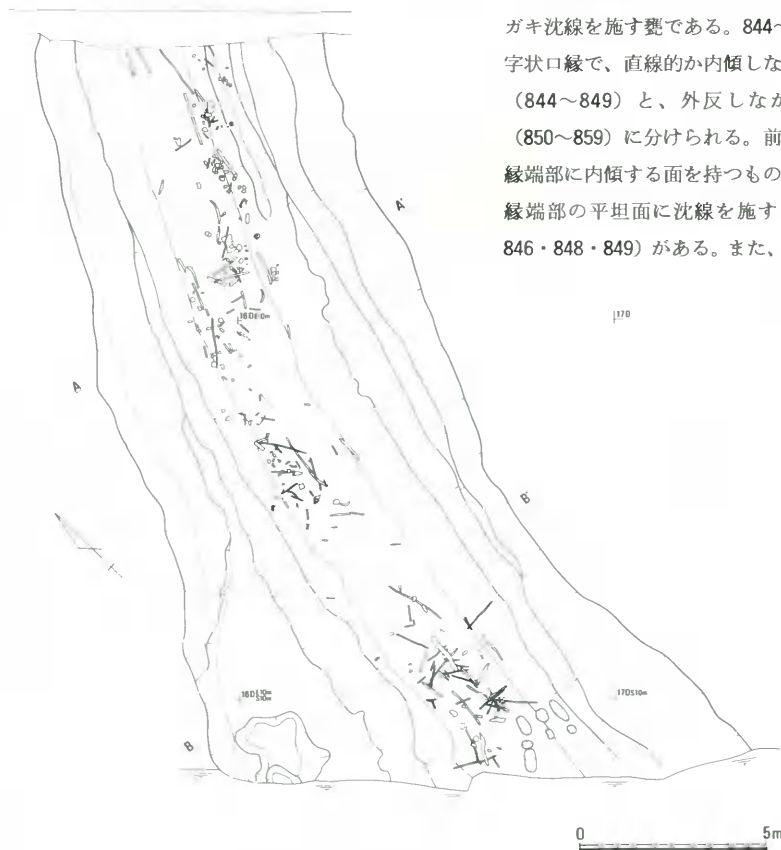 ガキ沈線を施す甕である。844~
字状口縁で、直線的か内傾しな
(844~849) と、外反しなが
(850~859) に分けられる。前
縁端部に内傾する面を持つもの
縁端部の平坦面に沈線を施す
846・848・849) がある。また、
A'
17D
A
B'
17DS10m
B
0 5m